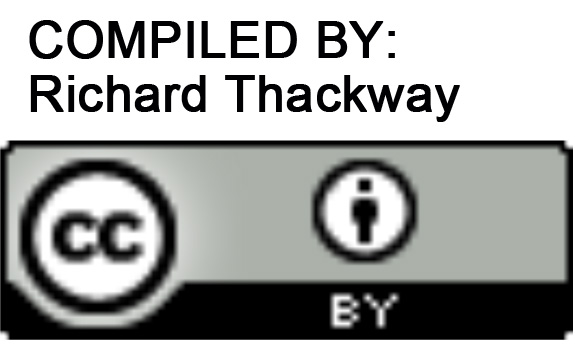 COMPILED BY:
Richard Thackway
CC
BY